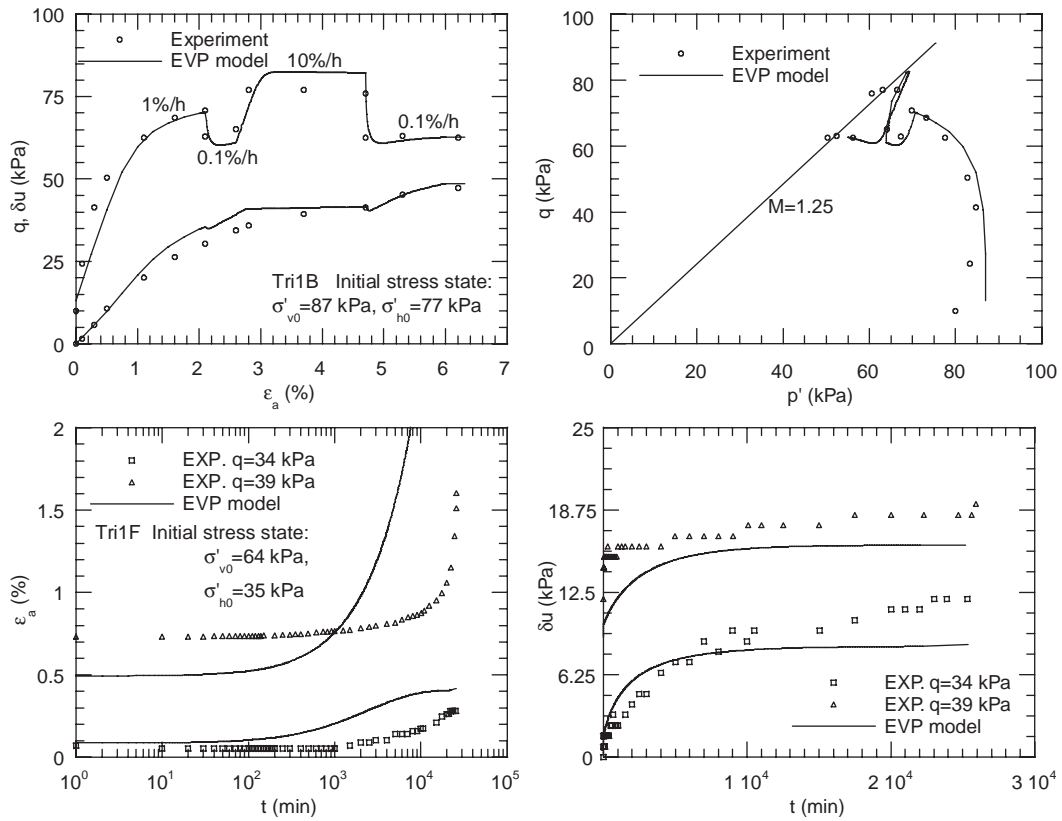 100
75
50
25
0
q, δu (kPa)
Experiment
EVP model
1%/h
10%/h
0.1%/h
0.1%/h
Tri1B Initial stress state:
σ'v0=87 kPa, σ'h0=77 kPa
0 1 2 3 4 5 6 7
εa (%)
100
80
60
40
20
0
q (kPa)
Experiment
EVP model
M=1.25
0 20 40 60 80 100
p' (kPa)
2
1.5
1
0.5
0
εa (%)
EXP. q=34 kPa
EXP. q=39 kPa
EVP model
Tri1F Initial stress state:
σ'v0=64 kPa,
σ'h0=35 kPa
10^0 10^1 10^2 10^3 10^4 10^5
t (min)
25
18.75
12.5
6.25
0
δu (kPa)
EXP. q=34 kPa
EXP. q=39 kPa
EVP model
1 10^4 2 10^4 3 10^4
t (min)